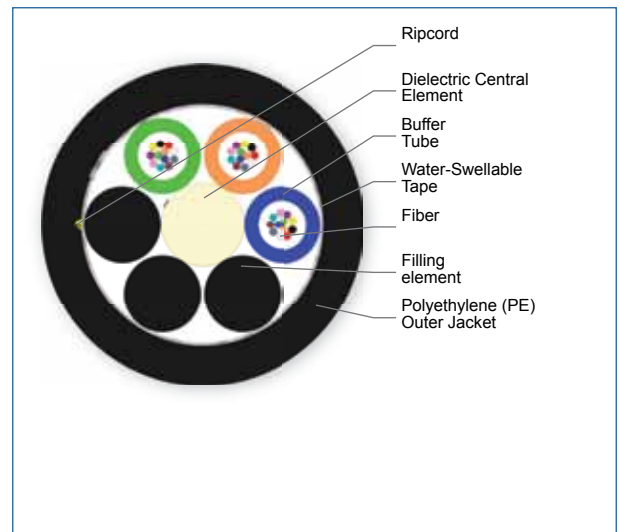 Ripcord
Dielectric Central
Element
Buffer
Tube
Water-Swellable
Tape
Fiber
Filling
element
Polyethylene (PE)
Outer Jacket